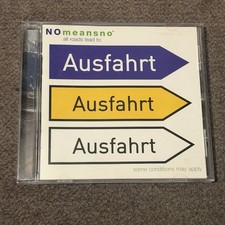 NOmeansno
all roads lead to:
Ausfahrt
Ausfahrt
Ausfahrt
some conditions may apply